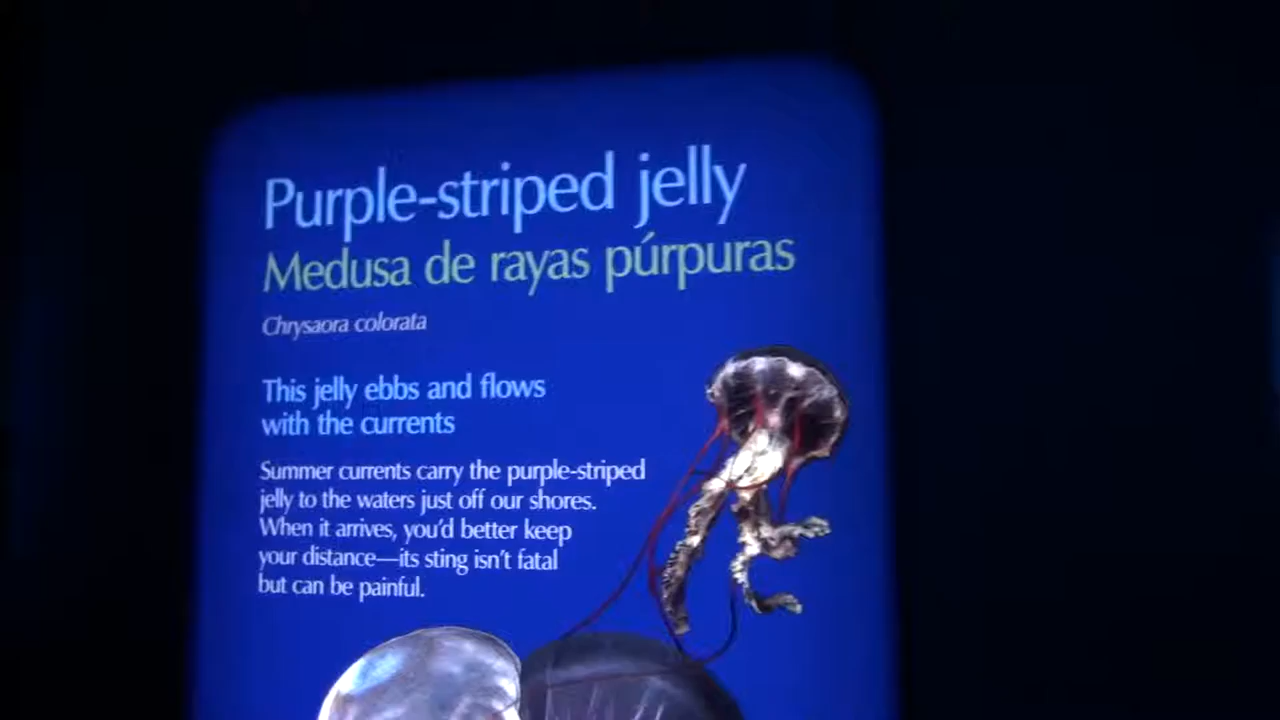 Purple-striped jelly
Medusa de rayas púrpuras
Chrysaora colorata
This jelly ebbs and flows
with the currents
Summer currents carry the purple-striped
jelly to the waters just off our shores.
When it arrives, you'd better keep
your distance—its sting isn't fatal
but can be painful.